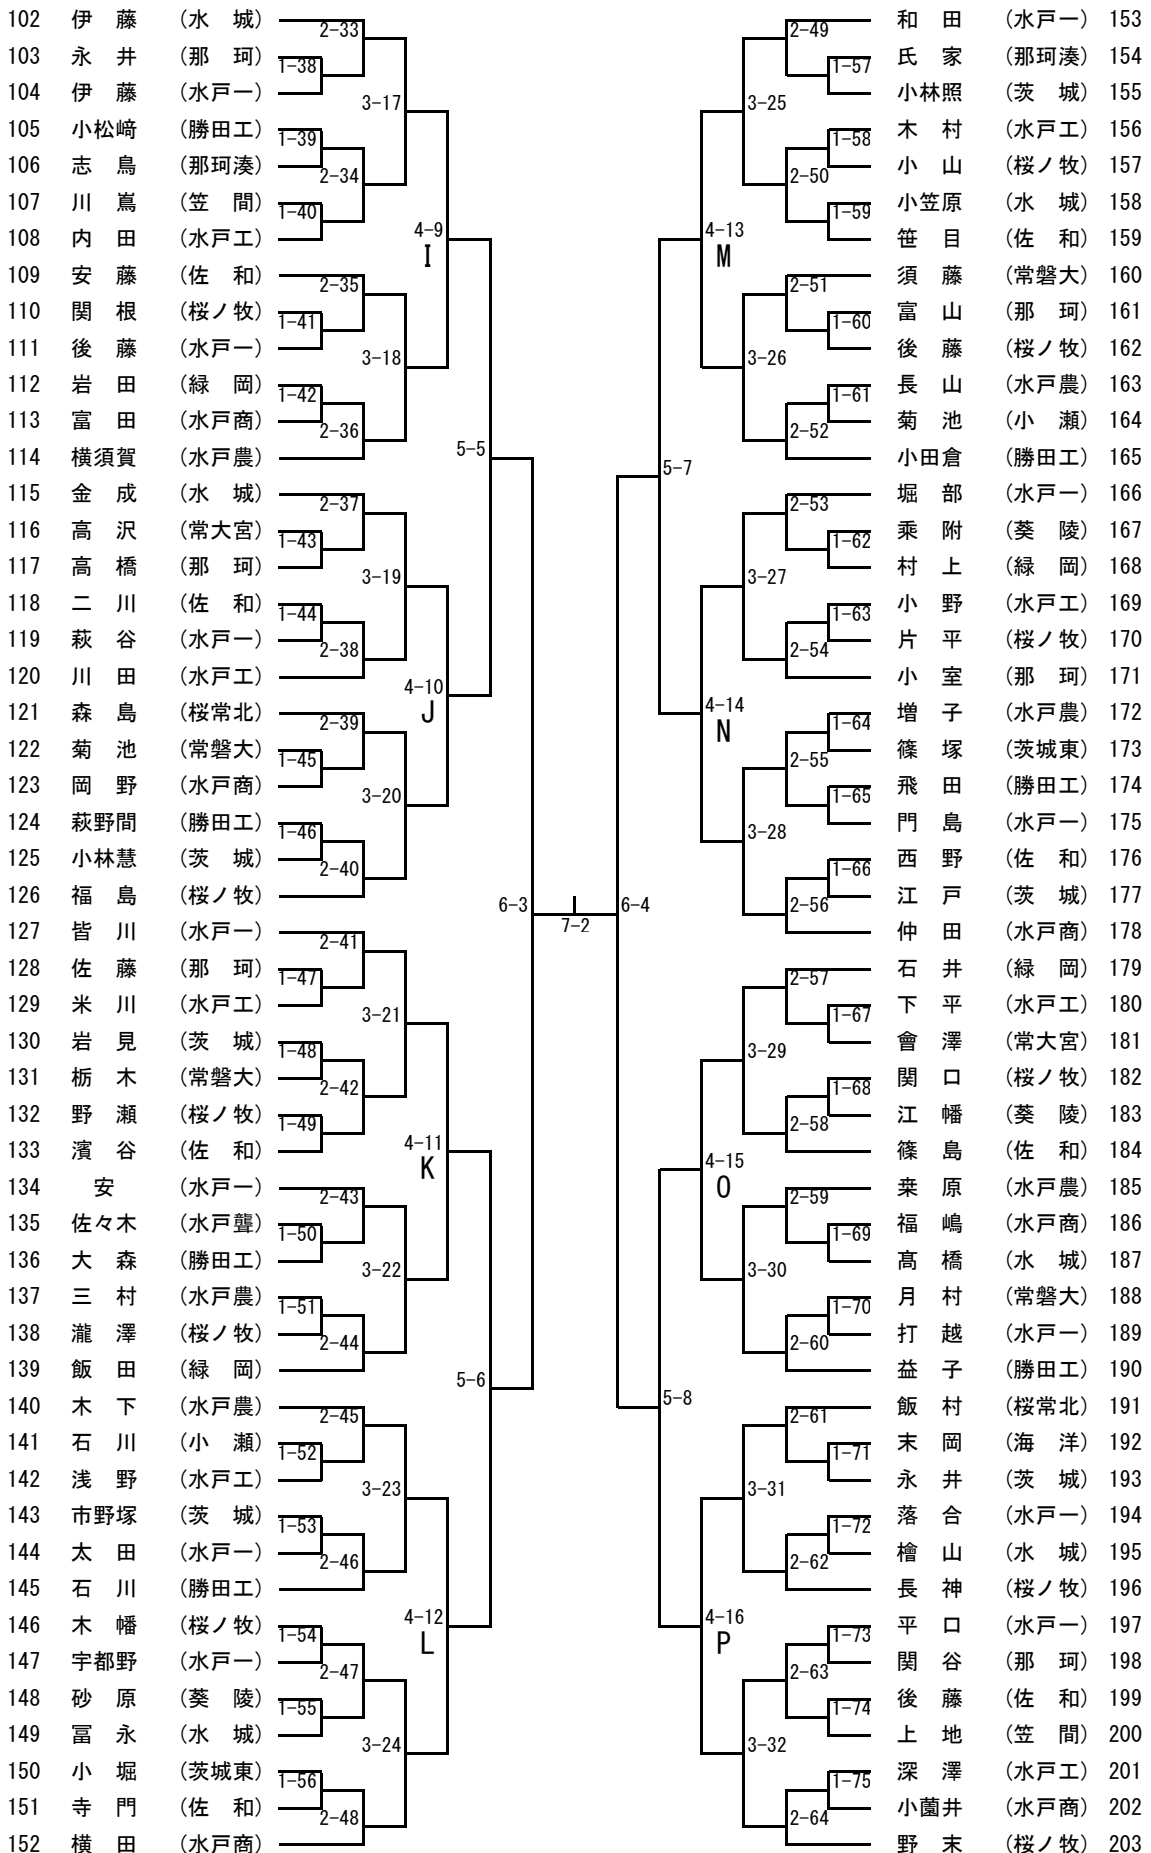 102 伊 藤 (水 城)
103 永 井 (那 珂)
104 伊 藤 (水戸一)
105 小松﨑 (勝田工)
106 志 鳥 (那珂湊)
107 川 嶌 (笠 間)
108 内 田 (水戸工)
109 安 藤 (佐 和)
110 関 根 (桜ノ牧)
111 後 藤 (水戸一)
112 岩 田 (緑 岡)
113 富 田 (水戸商)
114 横須賀 (水戸農)
115 金 成 (水 城)
116 高 沢 (常大宮)
117 高 橋 (那 珂)
118 二 川 (佐 和)
119 萩 谷 (水戸一)
120 川 田 (水戸工)
121 森 島 (桜常北)
122 菊 池 (常磐大)
123 岡 野 (水戸商)
124 萩野間 (勝田工)
125 小林慧 (茨 城)
126 福 島 (桜ノ牧)
127 皆 川 (水戸一)
128 佐 藤 (那 珂)
129 米 川 (水戸工)
130 岩 見 (茨 城)
131 栃 木 (常磐大)
132 野 瀬 (桜ノ牧)
133 濱 谷 (佐 和)
134 安 (水戸一)
135 佐々木 (水戸聾)
136 大 森 (勝田工)
137 三 村 (水戸農)
138 瀧 澤 (桜ノ牧)
139 飯 田 (緑 岡)
140 木 下 (水戸農)
141 石 川 (小 瀬)
142 浅 野 (水戸工)
143 市野塚 (茨 城)
144 太 田 (水戸一)
145 石 川 (勝田工)
146 木 幡 (桜ノ牧)
147 宇都野 (水戸一)
148 砂 原 (葵 陵)
149 冨 永 (水 城)
150 小 堀 (茨城東)
151 寺 門 (佐 和)
152 横 田 (水戸商)
1-38
1-39
1-40
1-41
1-42
1-43
1-44
1-45
1-46
1-47
1-48
1-49
1-50
1-51
1-52
1-53
1-54
1-55
1-56
2-33
2-34
2-35
2-36
2-37
2-38
2-39
2-40
2-41
2-42
2-43
2-44
2-45
2-46
2-47
2-48
3-17
3-18
3-19
3-20
3-21
3-22
3-23
3-24
4-9
I
4-10
J
4-11
K
4-12
L
5-5
5-6
6-3
7-2
6-4
5-7
5-8
4-13
M
4-14
N
4-15
O
4-16
P
3-25
3-26
3-27
3-28
3-29
3-30
3-31
3-32
2-49
2-50
2-51
2-52
2-53
2-54
2-55
2-56
2-57
2-58
2-59
2-60
2-61
2-62
2-63
2-64
1-57
1-58
1-59
1-60
1-61
1-62
1-63
1-64
1-65
1-66
1-67
1-68
1-69
1-70
1-71
1-72
1-73
1-74
1-75
和 田 (水戸一) 153
氏 家 (那珂湊) 154
小林照 (茨 城) 155
木 村 (水戸工) 156
小 山 (桜ノ牧) 157
小笠原 (水 城) 158
笹 目 (佐 和) 159
須 藤 (常磐大) 160
富 山 (那 珂) 161
後 藤 (桜ノ牧) 162
長 山 (水戸農) 163
菊 池 (小 瀬) 164
小田倉 (勝田工) 165
堀 部 (水戸一) 166
乘 附 (葵 陵) 167
村 上 (緑 岡) 168
小 野 (水戸工) 169
片 平 (桜ノ牧) 170
小 室 (那 珂) 171
増 子 (水戸農) 172
篠 塚 (茨城東) 173
飛 田 (勝田工) 174
門 島 (水戸一) 175
西 野 (佐 和) 176
江 戸 (茨 城) 177
仲 田 (水戸商) 178
石 井 (緑 岡) 179
下 平 (水戸工) 180
會 澤 (常大宮) 181
関 口 (桜ノ牧) 182
江 幡 (葵 陵) 183
篠 島 (佐 和) 184
桒 原 (水戸農) 185
福 嶋 (水戸商) 186
髙 橋 (水 城) 187
月 村 (常磐大) 188
打 越 (水戸一) 189
益 子 (勝田工) 190
飯 村 (桜常北) 191
末 岡 (海 洋) 192
永 井 (茨 城) 193
落 合 (水戸一) 194
檜 山 (水 城) 195
長 神 (桜ノ牧) 196
平 口 (水戸一) 197
関 谷 (那 珂) 198
後 藤 (佐 和) 199
上 地 (笠 間) 200
深 澤 (水戸工) 201
小薗井 (水戸商) 202
野 末 (桜ノ牧) 203